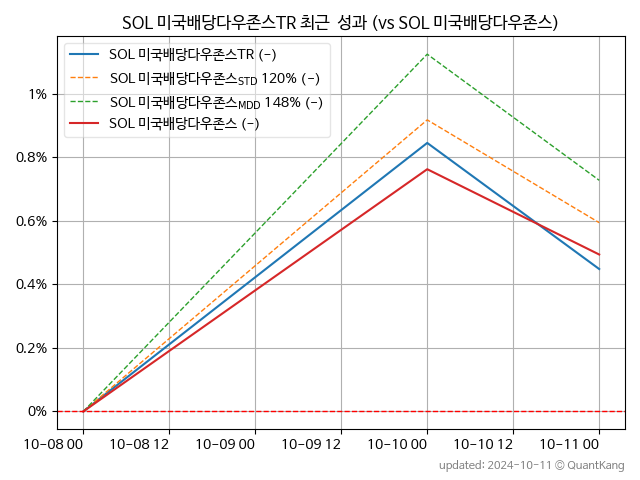 SOL 미국배당다우존스TR 최근  성과 (vs SOL 미국배당다우존스)
SOL 미국배당다우존스TR (-)
SOL 미국배당다우존스STD 120% (-)
SOL 미국배당다우존스MDD 148% (-)
SOL 미국배당다우존스 (-)
1%
0.8%
0.6%
0.4%
0.2%
0%
10-08 00 10-08 12 10-09 00 10-09 12 10-10 00 10-10 12 10-11 00
updated: 2024-10-11 © QuantKang